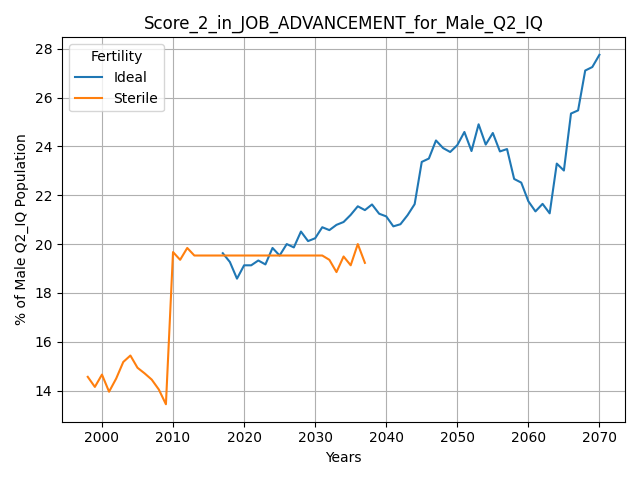 Score_2_in_JOB_ADVANCEMENT_for_Male_Q2_IQ
Fertility
Ideal
Sterile
% of Male Q2_IQ Population
28
26
24
22
20
18
16
14
2000 2010 2020 2030 2040 2050 2060 2070
Years